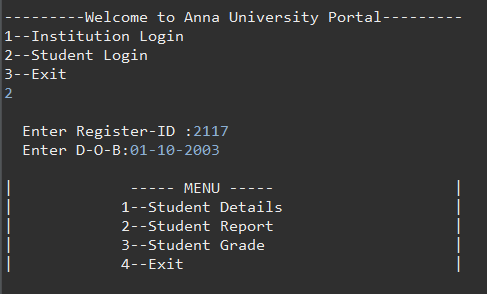 ---------Welcome to Anna University Portal---------
1--Institution Login
2--Student Login
3--Exit
2
Enter Register-ID :2117
Enter D-O-B:01-10-2003
| ----- MENU ----- |
| 1--Student Details |
| 2--Student Report |
| 3--Student Grade |
| 4--Exit |